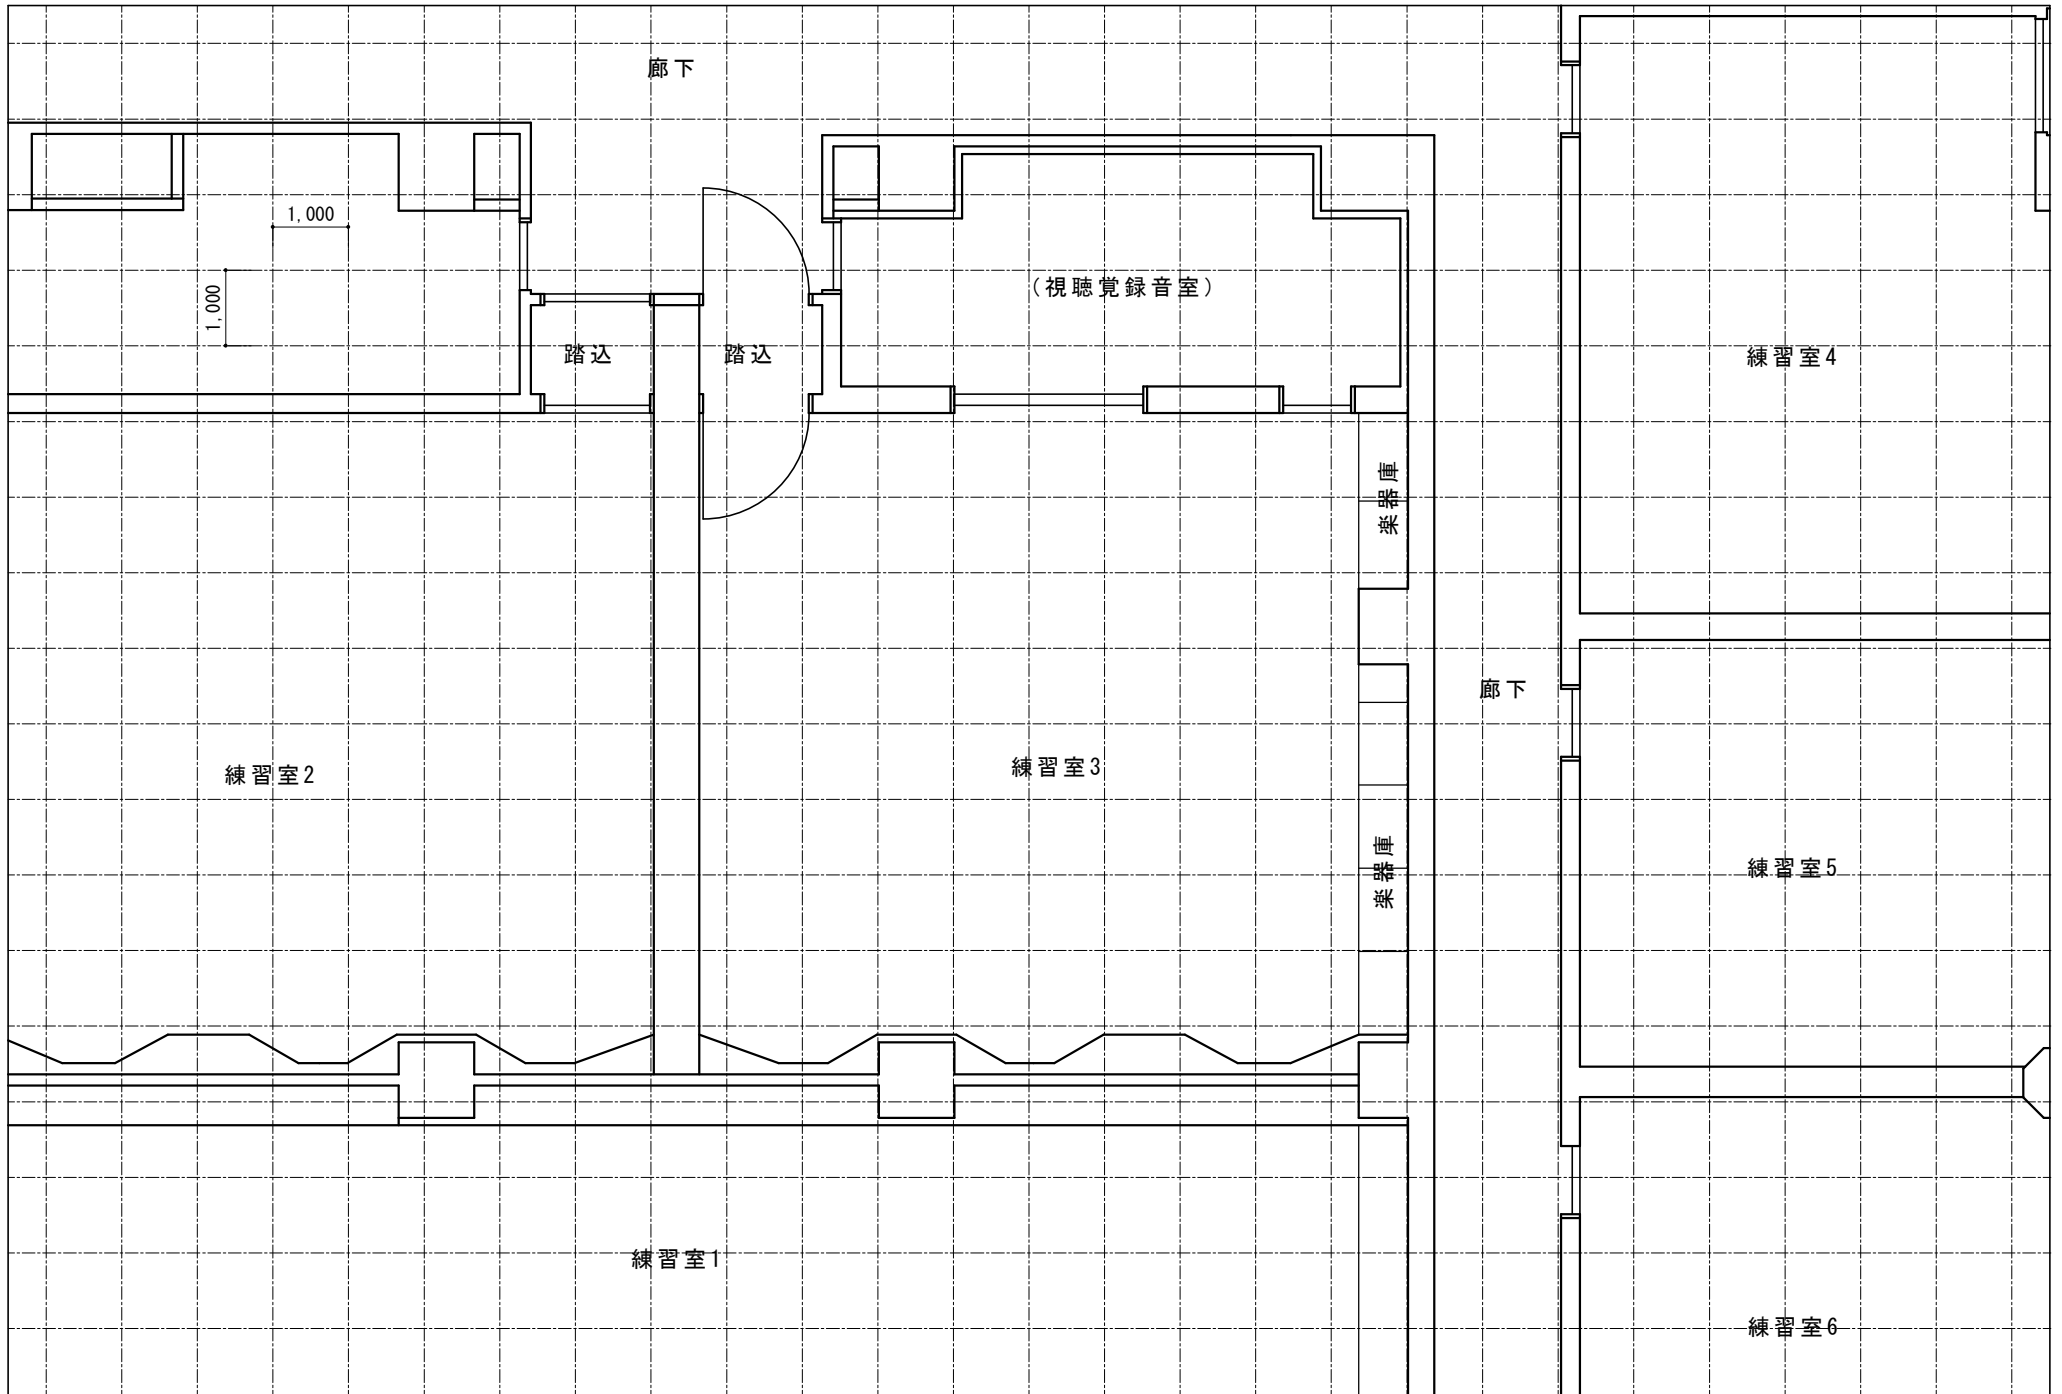 廊下
1,000
1,000
(視聴覚録音室)
踏込
踏込
練習室4
楽器庫
廊下
練習室2
練習室3
楽器庫
練習室5
練習室1
練習室6